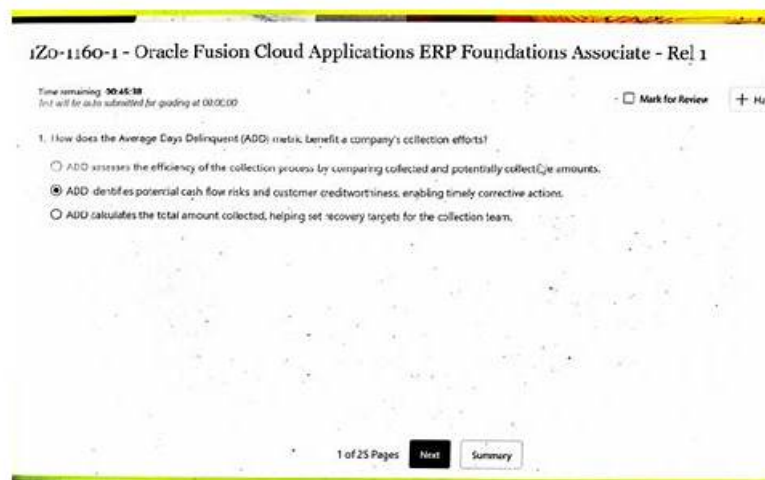 1Z0-1160-1 - Oracle Fusion Cloud Applications ERP Foundations Associate - Rel 1
Time remaining: 00:45:38
Test will be auto submitted for grading at 00:00:00
Mark for Review
1. How does the Average Days Delinquent (ADD) metric benefit a company's collection efforts?
ADD assesses the efficiency of the collection process by comparing collected and potentially collectible amounts.
ADD identifies potential cash flow risks and customer creditworthiness, enabling timely corrective actions.
ADD calculates the total amount collected, helping set recovery targets for the collection team.
1 of 25 Pages Next Summary